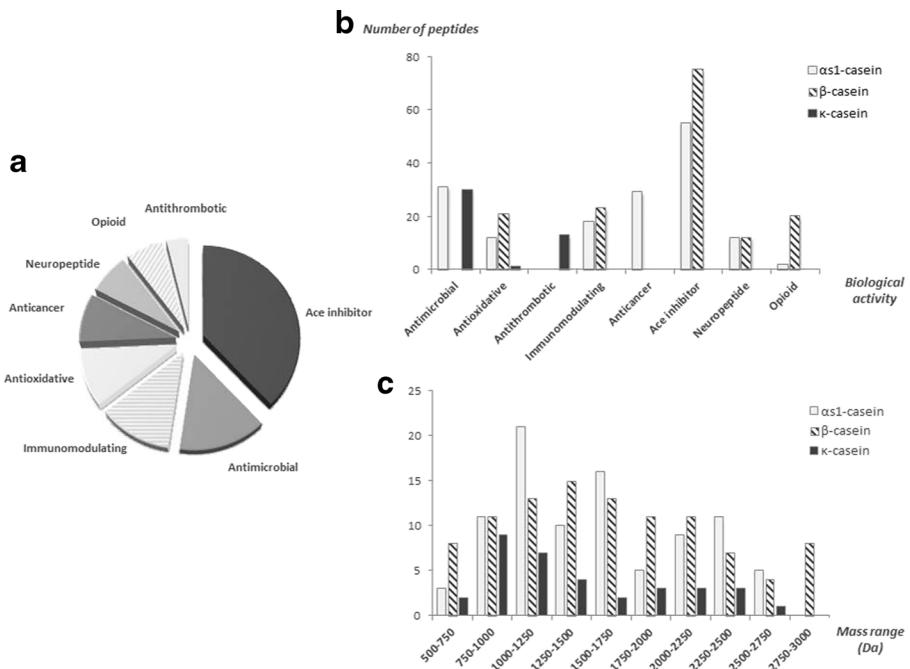 a
Opioid
Antithrombotic
Neuropeptide
Anticancer
Antioxidative
Immunomodulating
Antimicrobial
Ace inhibitor
b
Number of peptides
80
60
40
20
0
αs1-casein
β-casein
κ-casein
Antimicrobial
Antioxidative
Antithrombotic
Immunomodulating
Anticancer
Ace inhibitor
Neuropeptide
Opioid
Biological
activity
c
25
20
15
10
5
0
αs1-casein
β-casein
κ-casein
500-750
750-1000
1000-1250
1250-1500
1500-1750
1750-2000
2000-2250
2250-2500
2500-2750
2750-3000
Mass range
(Da)